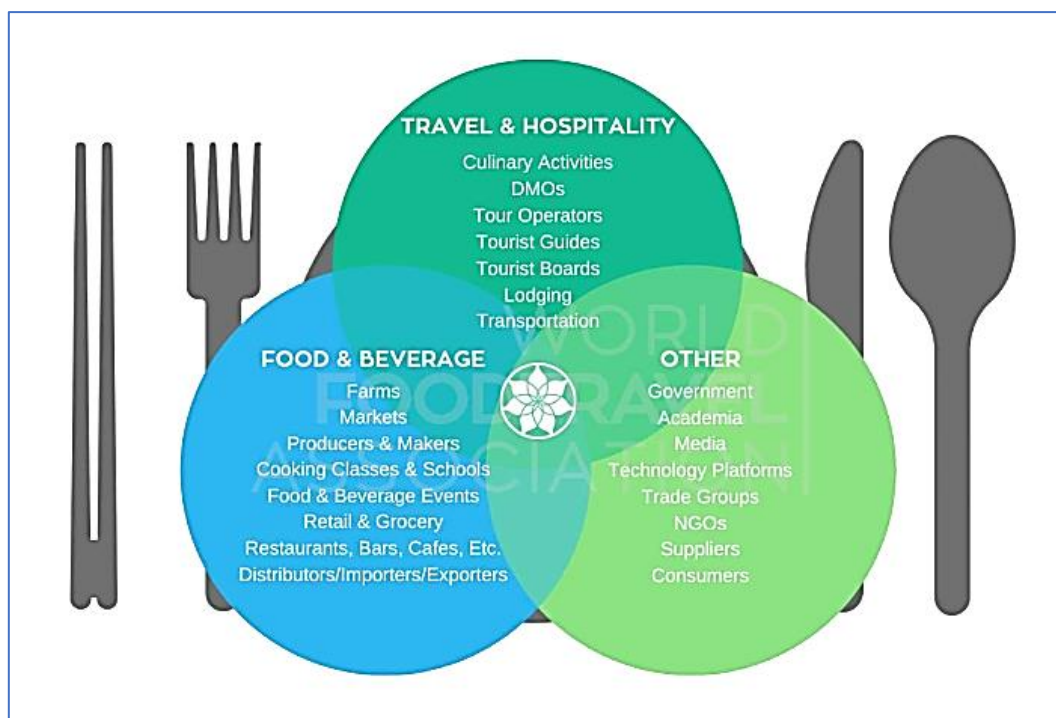 TRAVEL & HOSPITALITY
Culinary Activities
DMOs
Tour Operators
Tourist Guides
Tourist Boards
Lodging
Transportation
FOOD & BEVERAGE
Farms
Markets
Producers & Makers
Cooking Classes & Schools
Food & Beverage Events
Retail & Grocery
Restaurants, Bars, Cafes, Etc.
Distributors/Importers/Exporters
OTHER
Government
Academia
Media
Technology Platforms
Trade Groups
NGOs
Suppliers
Consumers
WORLD
FOOD TRAVEL
ASSOCIATION